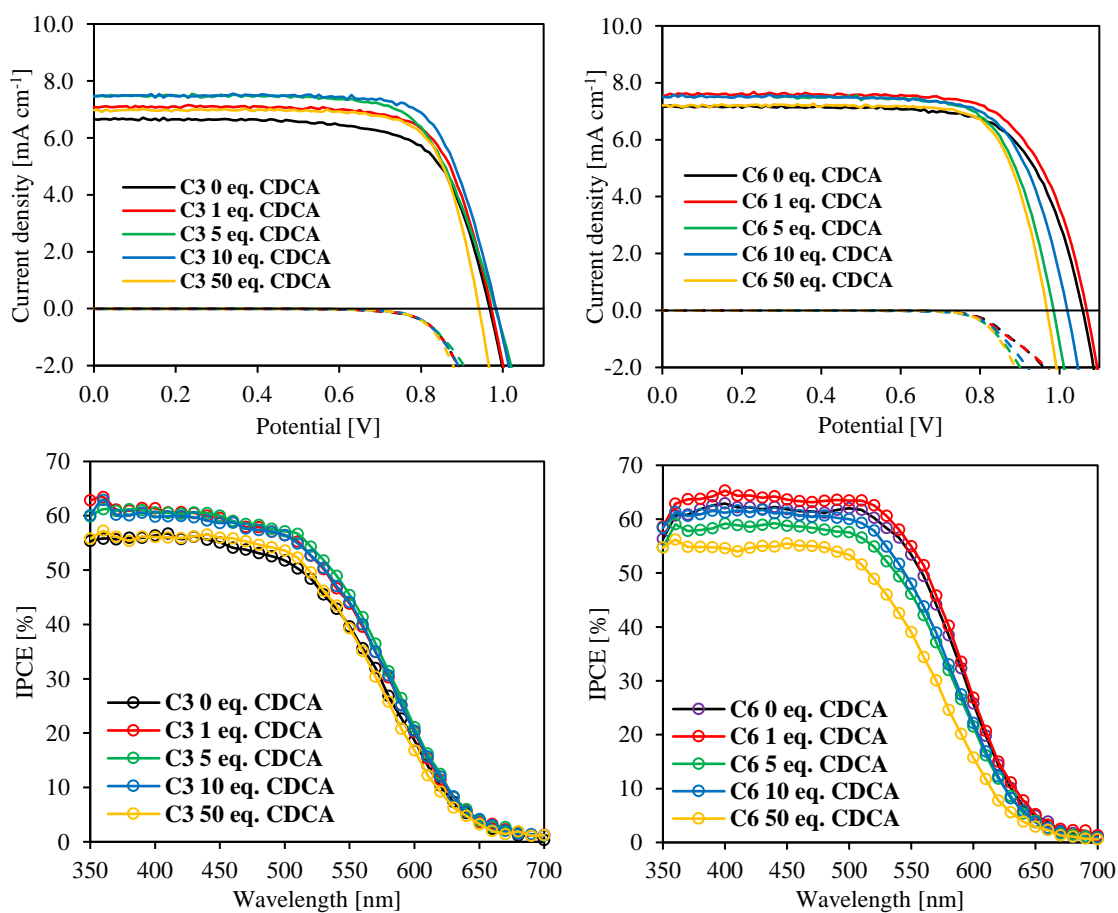 10.0
8.0
6.0
4.0
2.0
0.0
-2.0
Current density [mA cm-1]
C3 0 eq. CDCA
C3 1 eq. CDCA
C3 5 eq. CDCA
C3 10 eq. CDCA
C3 50 eq. CDCA
0.0 0.2 0.4 0.6 0.8 1.0
Potential [V]
10.0
8.0
6.0
4.0
2.0
0.0
-2.0
Current density [mA cm-1]
C6 0 eq. CDCA
C6 1 eq. CDCA
C6 5 eq. CDCA
C6 10 eq. CDCA
C6 50 eq. CDCA
0.0 0.2 0.4 0.6 0.8 1.0
Potential [V]
70
60
50
40
30
20
10
0
IPCE [%]
C3 0 eq. CDCA
C3 1 eq. CDCA
C3 5 eq. CDCA
C3 10 eq. CDCA
C3 50 eq. CDCA
350 400 450 500 550 600 650 700
Wavelength [nm]
70
60
50
40
30
20
10
0
IPCE [%]
C6 0 eq. CDCA
C6 1 eq. CDCA
C6 5 eq. CDCA
C6 10 eq. CDCA
C6 50 eq. CDCA
350 400 450 500 550 600 650 700
Wavelength [nm]